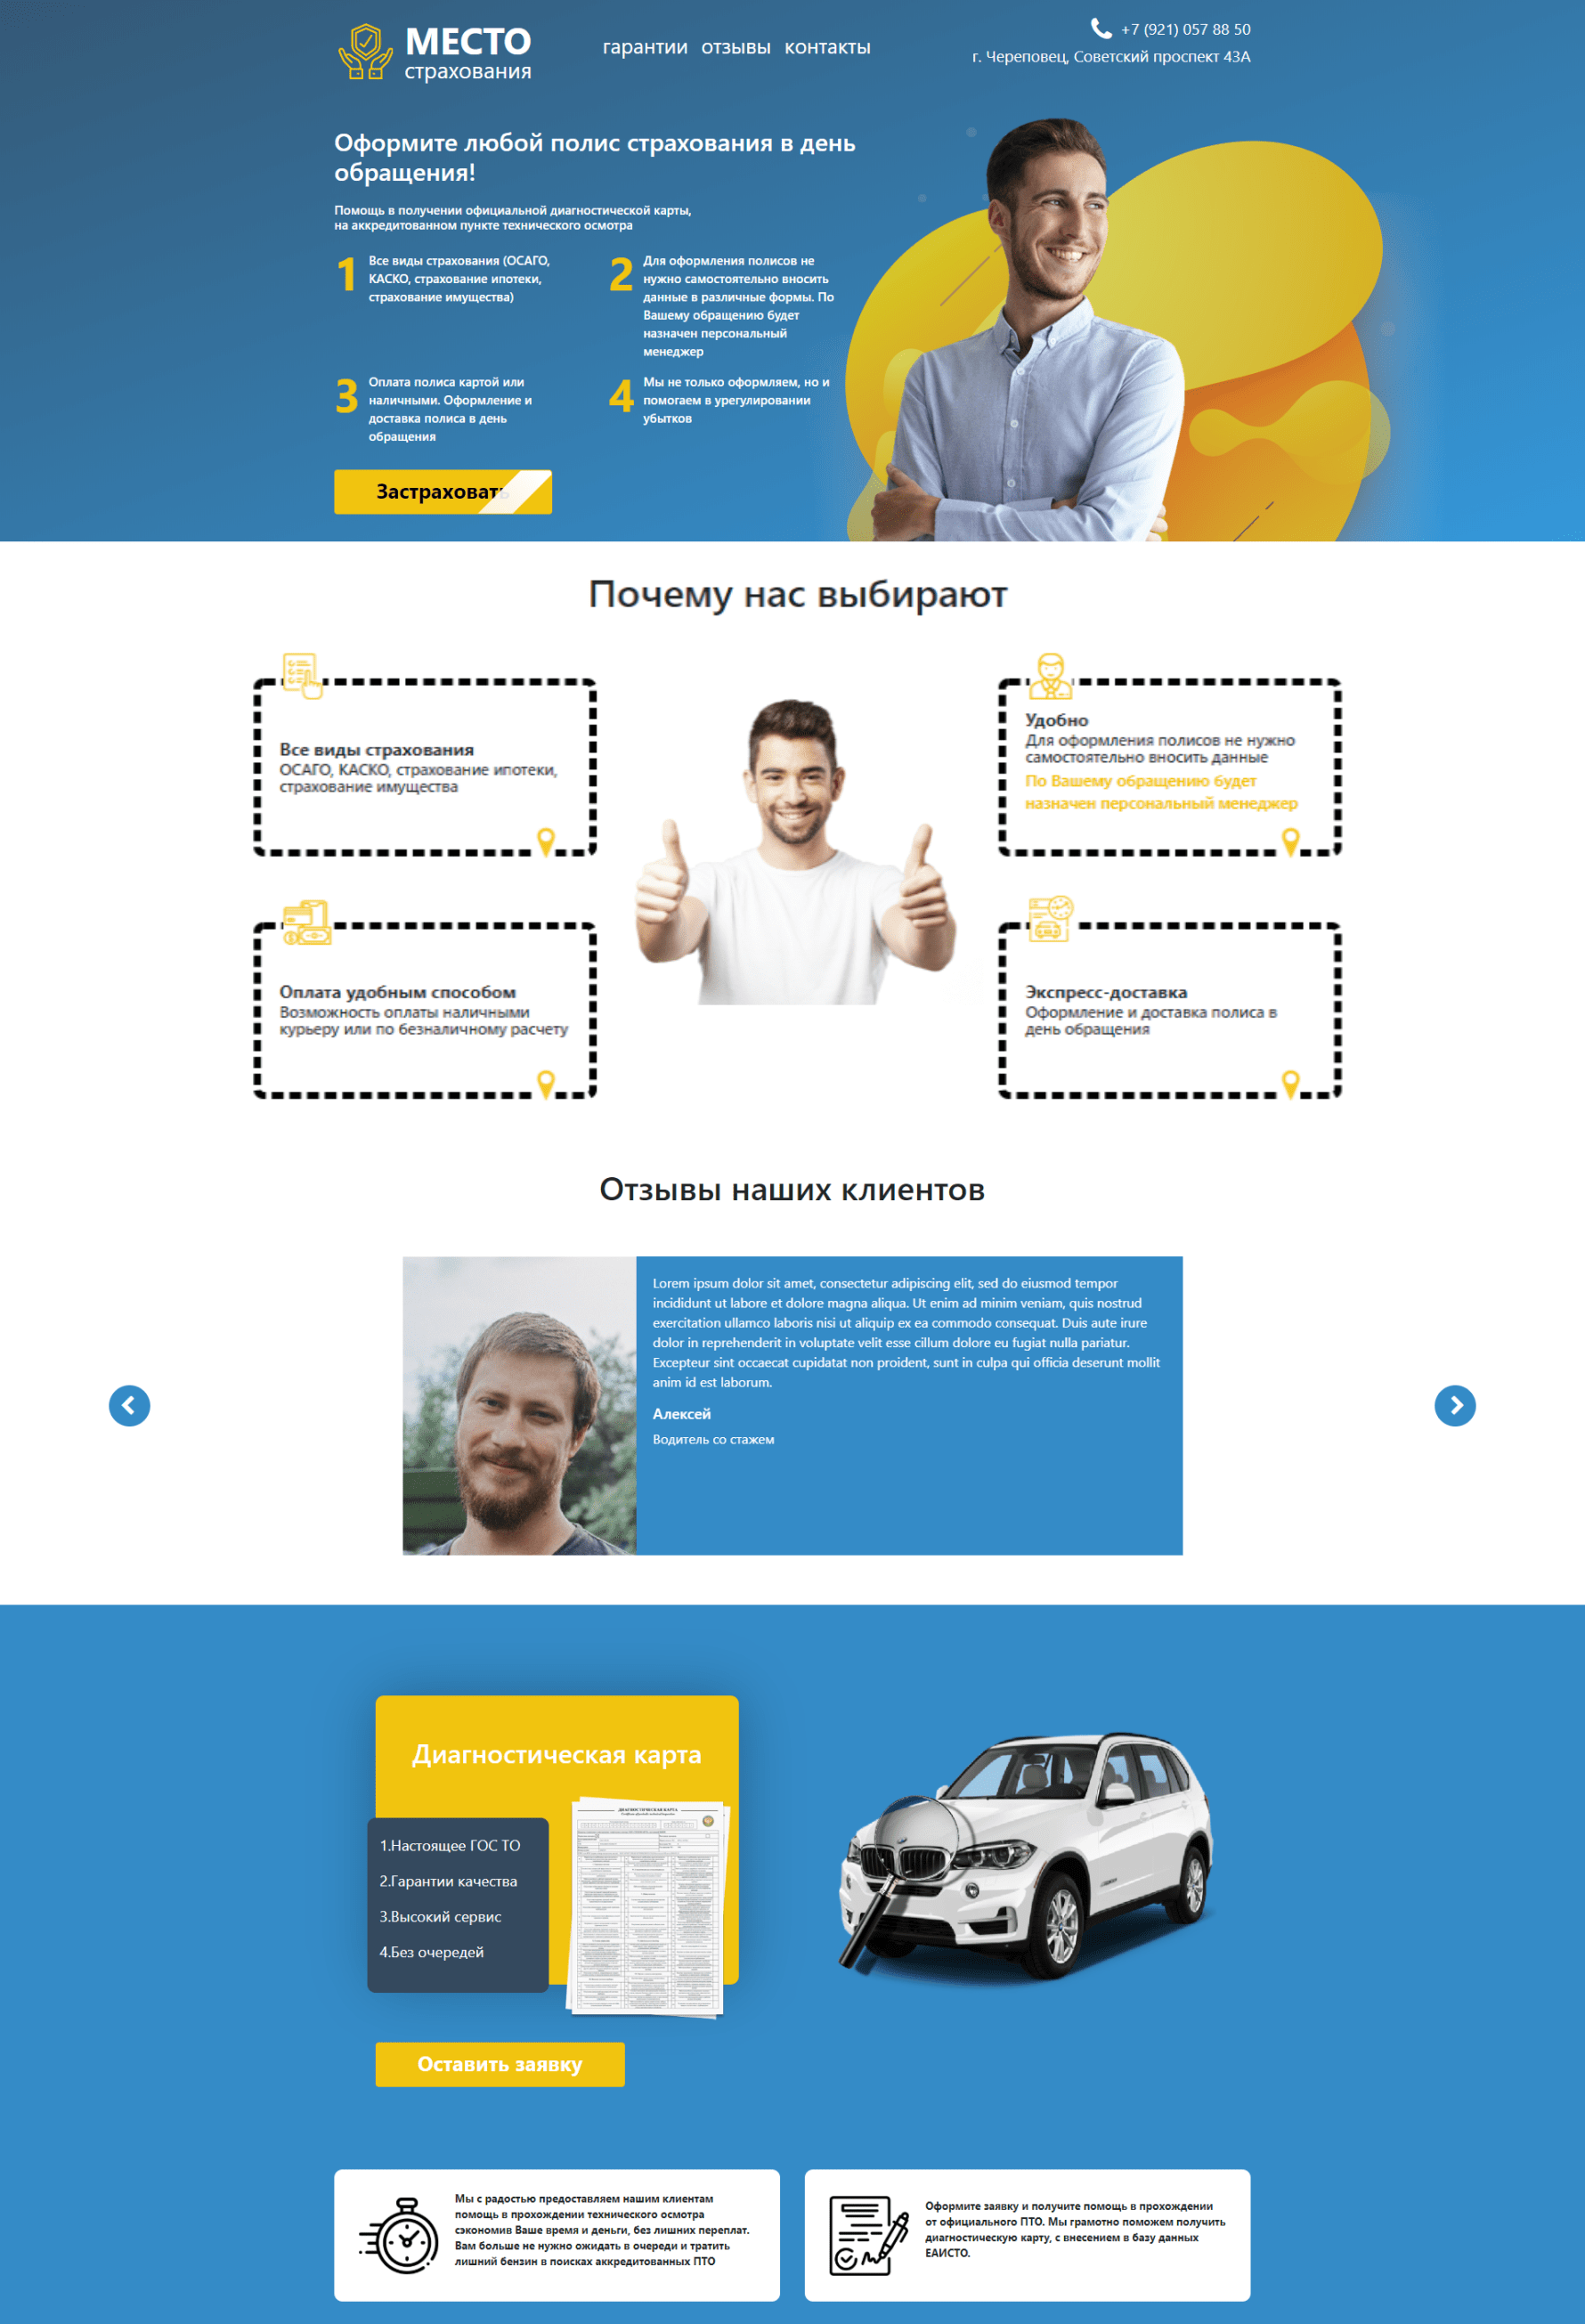 МЕСТО
страхования
гарантии отзывы контакты
+7 (921) 057 88 50
г. Череповец, Советский проспект 43А
Оформите любой полис страхования в день
обращения!
Помощь в получении официальной диагностической карты,
на аккредитованном пункте технического осмотра
1
Все виды страхования (ОСАГО,
КАСКО, страхование ипотеки,
страхование имущества)
2
Для оформления полисов не
нужно самостоятельно вносить
данные в различные формы. По
Вашему обращению будет
назначен персональный
менеджер
3
Оплата полиса картой или
наличными. Оформление и
доставка полиса в день
обращения
4
Мы не только оформляем, но и
помогаем в урегулировании
убытков
Застраховать
Почему нас выбирают
Все виды страхования
ОСАГО, КАСКО, страхование ипотеки,
страхование имущества
Удобно
Для оформления полисов не нужно
самостоятельно вносить данные
По Вашему обращению будет
назначен персональный менеджер
Оплата удобным способом
Возможность оплаты наличными
курьеру или по безналичному расчету
Экспресс-доставка
Оформление и доставка полиса в
день обращения
Отзывы наших клиентов
Lorem ipsum dolor sit amet, consectetur adipiscing elit, sed do eiusmod tempor
incididunt ut labore et dolore magna aliqua. Ut enim ad minim veniam, quis nostrud
exercitation ullamco laboris nisi ut aliquip ex ea commodo consequat. Duis aute irure
dolor in reprehenderit in voluptate velit esse cillum dolore eu fugiat nulla pariatur.
Excepteur sint occaecat cupidatat non proident, sunt in culpa qui officia deserunt mollit
anim id est laborum.
Алексей
Водитель со стажем
Диагностическая карта
1.Настоящее ГОС ТО
2.Гарантии качества
3.Высокий сервис
4.Без очередей
ДИАГНОСТИЧЕСКАЯ КАРТА
Оставить заявку
Мы с радостью предоставляем нашим клиентам
помощь в прохождении технического осмотра
сэкономив Ваше время и деньги, без лишних переплат.
Вам больше не нужно ожидать в очереди и тратить
лишний бензин в поисках аккредитованных ПТО
Оформите заявку и получите помощь в прохождении
от официального ПТО. Мы грамотно поможем получить
диагностическую карту, с внесением в базу данных
ЕАИСТО.